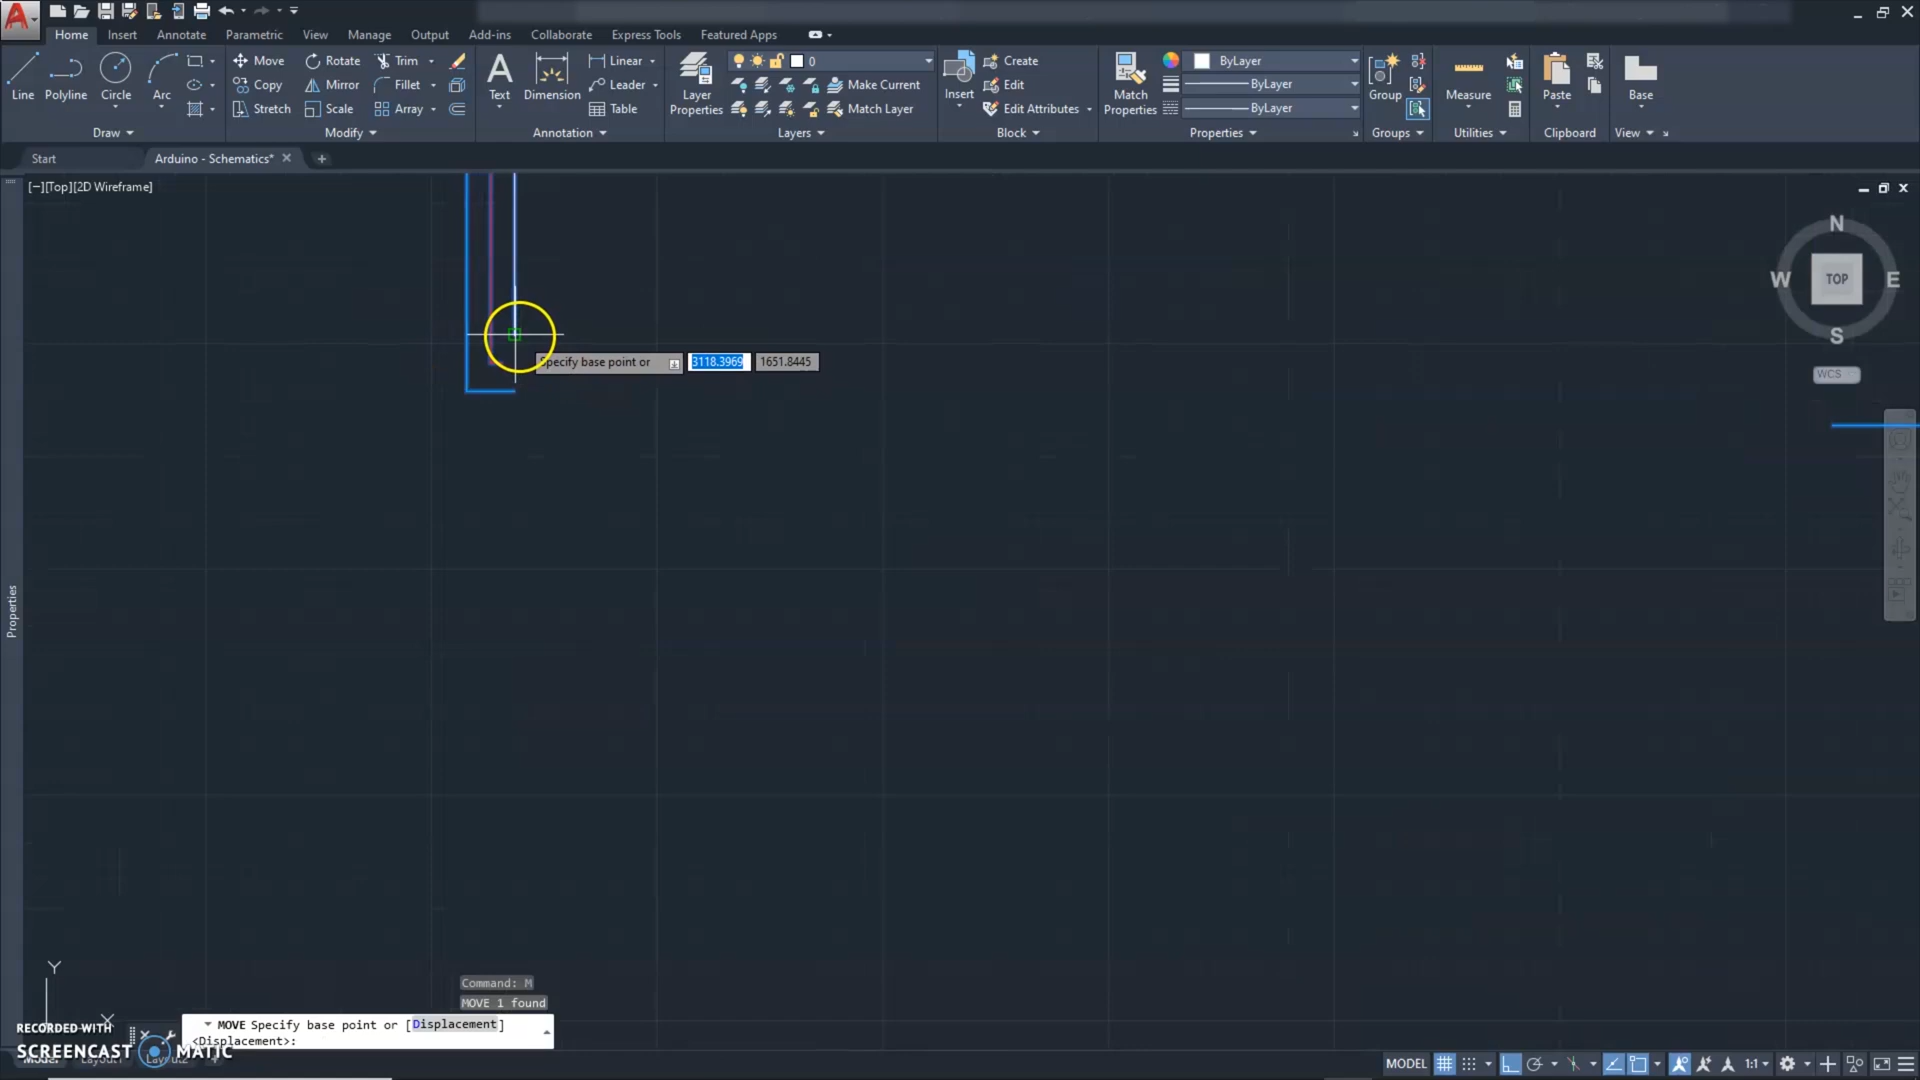 Home Insert Annotate Parametric View Manage Output Add-ins Collaborate Express Tools Featured Apps
Line Polyline Circle Arc
Move Rotate Trim
Copy Mirror Fillet
Stretch Scale Array
Text Dimension
Linear
Leader
Table
Layer Properties
0
Make Current
Match Layer
Insert
Create
Edit
Edit Attributes
Match Properties
ByLayer
ByLayer
ByLayer
Group
Measure
Paste
Base
Draw Modify Annotation Layers Block Properties Groups Utilities Clipboard View
Start Arduino - Schematics*
[−][Top][2D Wireframe]
N
W TOP E
S
WCS
Specify base point or 3118.3969 1651.8445
Properties
Y
X
Command: M
MOVE 1 found
MOVE Specify base point or [Displacement]
<Displacement>:
RECORDED WITH
SCREENCAST MATIC
Model Layout1 Layout2
MODEL 1:1